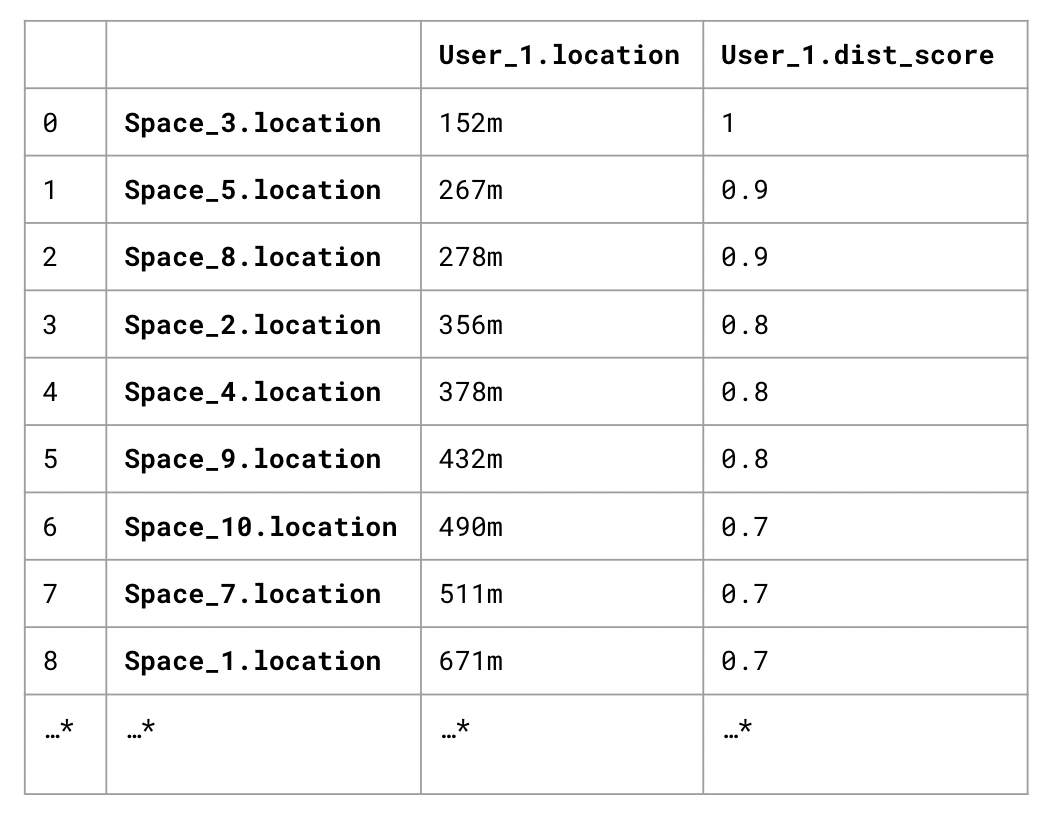 User_1.location User_1.dist_score
0 Space_3.location 152m 1
1 Space_5.location 267m 0.9
2 Space_8.location 278m 0.9
3 Space_2.location 356m 0.8
4 Space_4.location 378m 0.8
5 Space_9.location 432m 0.8
6 Space_10.location 490m 0.7
7 Space_7.location 511m 0.7
8 Space_1.location 671m 0.7
…* …* …* …*